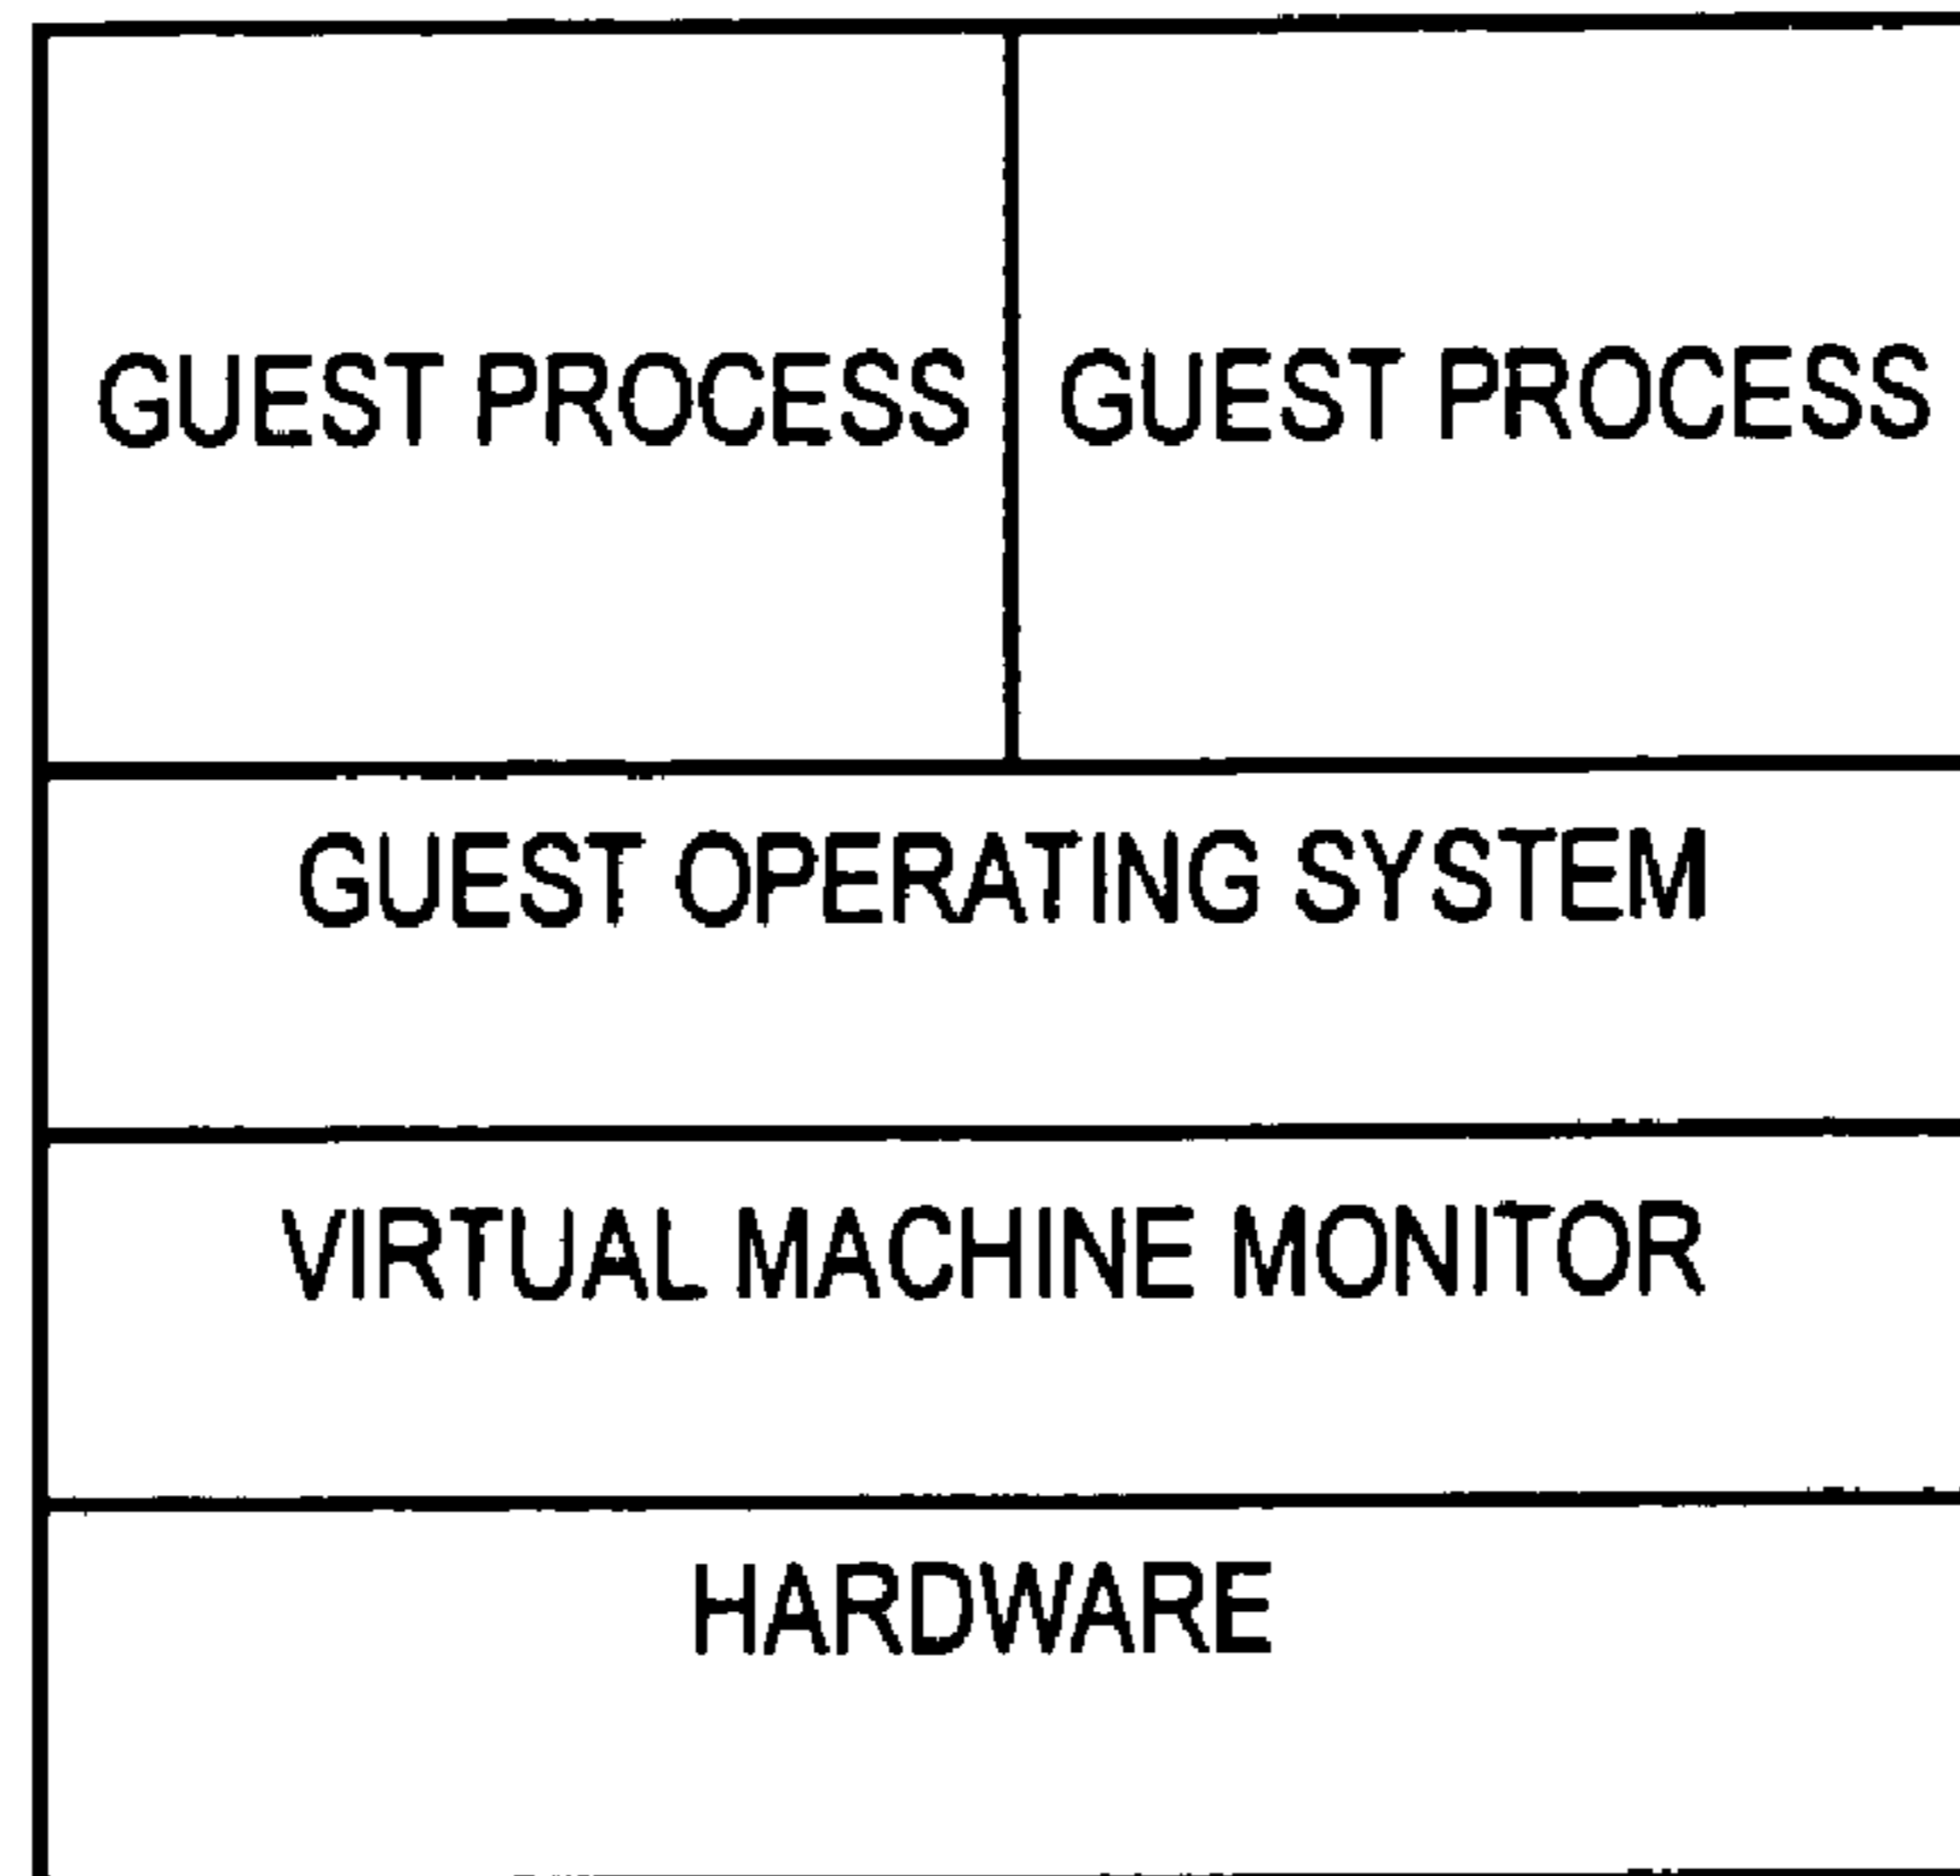 GUEST PROCESS GUEST PROCESS
GUEST OPERATING SYSTEM
VIRTUAL MACHINE MONITOR
HARDWARE